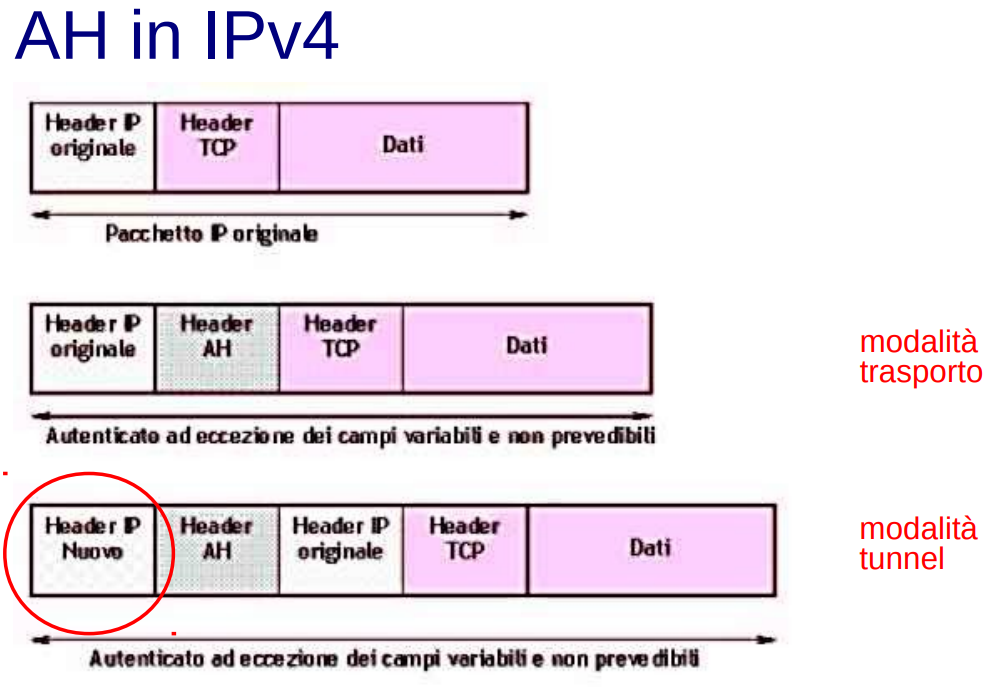 AH in IPv4
Header IP
originale
Header
TCP
Dati
Pacchetto IP originale
Header IP
originale
Header
AH
Header
TCP
Dati
modalità
trasporto
Autenticato ad eccezione dei campi variabili e non prevedibili
Header IP
Nuovo
Header
AH
Header IP
originale
Header
TCP
Dati
modalità
tunnel
Autenticato ad eccezione dei campi variabili e non prevedibili